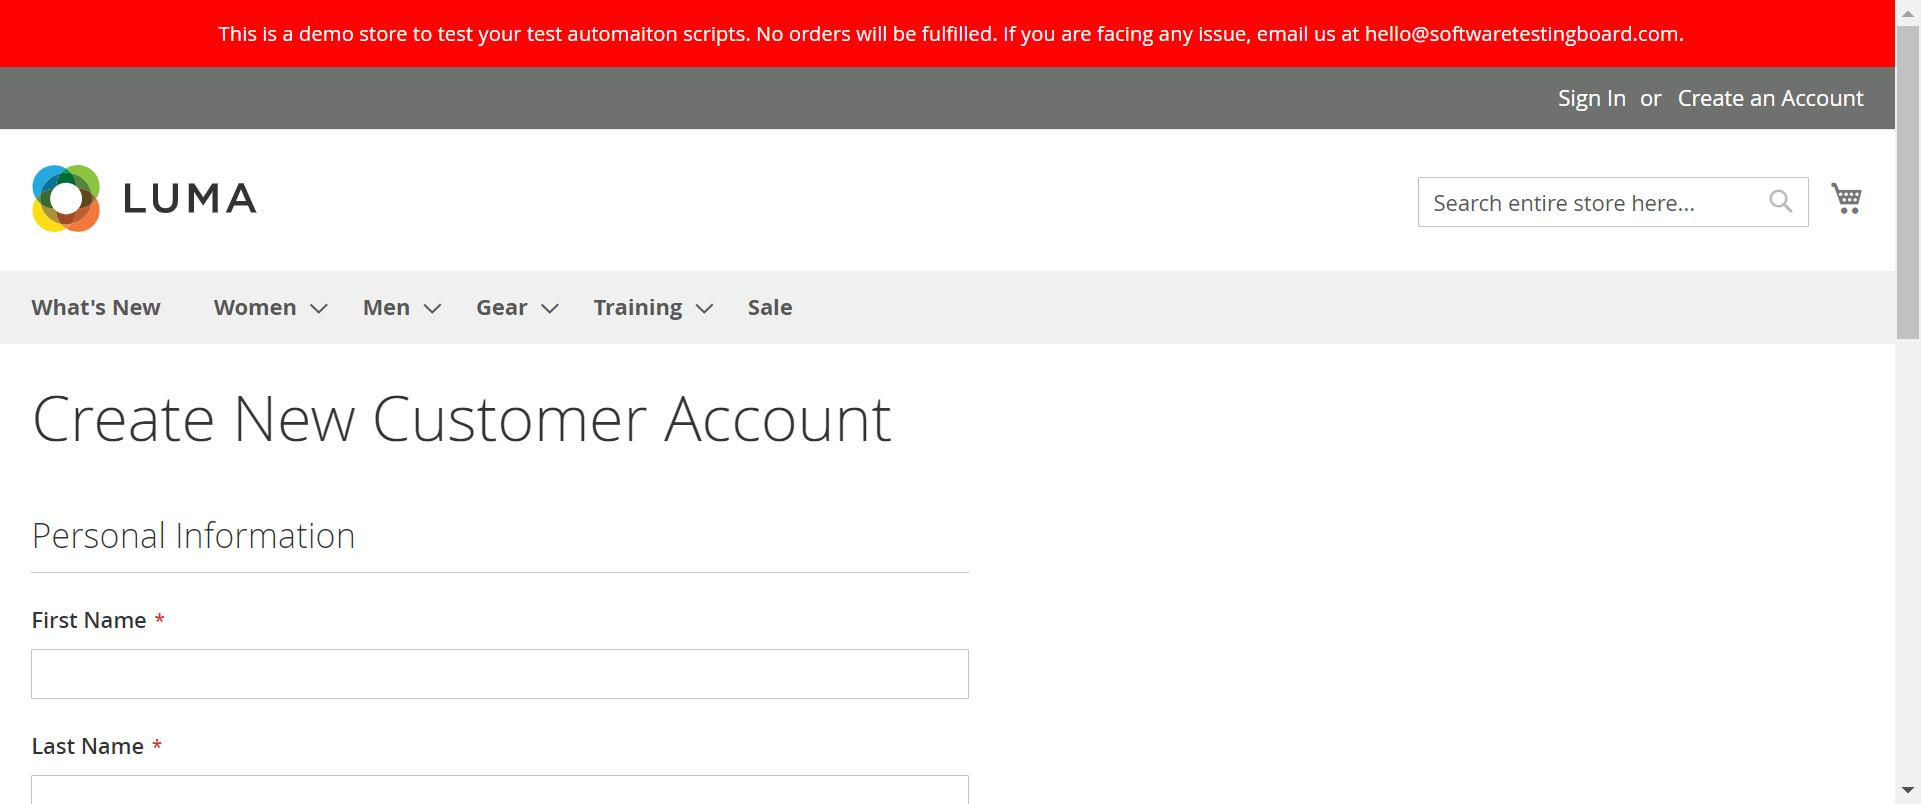 This is a demo store to test your test automaiton scripts. No orders will be fulfilled. If you are facing any issue, email us at hello@softwaretestingboard.com.
Sign In or Create an Account
LUMA
Search entire store here...
What's New Women Men Gear Training Sale
Create New Customer Account
Personal Information
First Name *
Last Name *